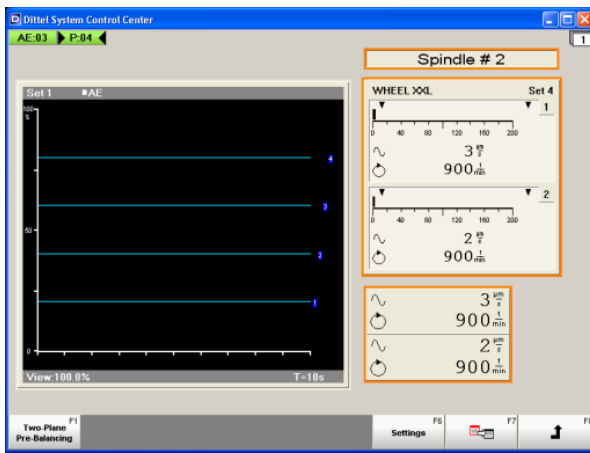 Dittel System Control Center
AE:03 P:04
1
Spindle # 2
Set 1 ■AE
100
%
50
0
4
3
2
1
View:100.0% T=10s
WHEEL XXL Set 4
1
0 40 80 120 160 200
3 µm/s
900 1/min
2
0 40 80 120 160 200
2 µm/s
900 1/min
3 µm/s
900 1/min
2 µm/s
900 1/min
F1
Two-Plane
Pre-Balancing
F6
Settings
F7